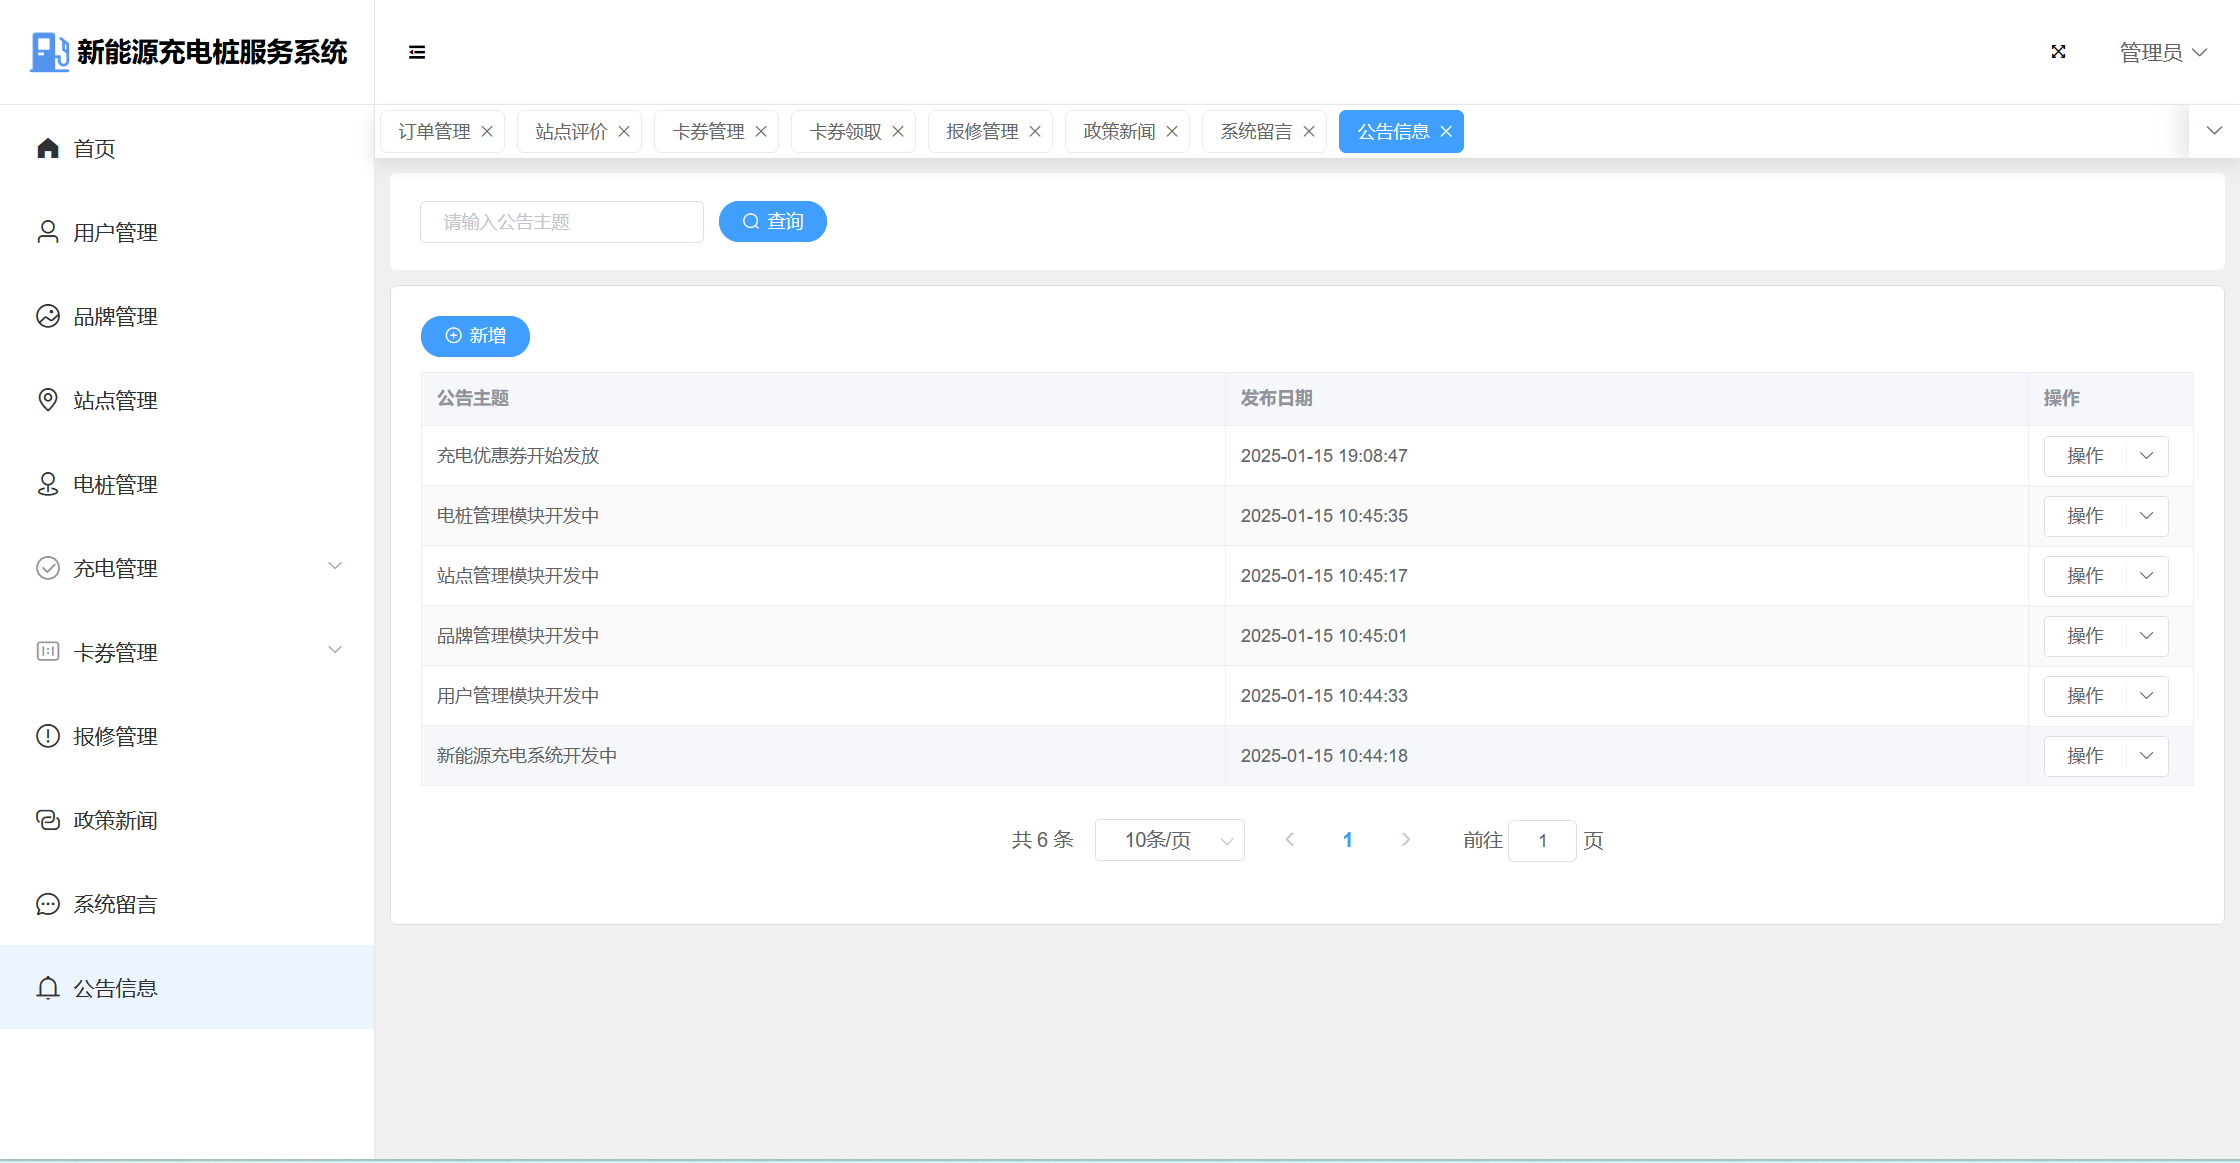 新能源充电桩服务系统
管理员
首页
用户管理
品牌管理
站点管理
电桩管理
充电管理
卡券管理
报修管理
政策新闻
系统留言
公告信息
订单管理 站点评价 卡券管理 卡券领取 报修管理 政策新闻 系统留言 公告信息
请输入公告主题 查询
新增
公告主题 发布日期 操作
充电优惠券开始发放 2025-01-15 19:08:47 操作
电桩管理模块开发中 2025-01-15 10:45:35 操作
站点管理模块开发中 2025-01-15 10:45:17 操作
品牌管理模块开发中 2025-01-15 10:45:01 操作
用户管理模块开发中 2025-01-15 10:44:33 操作
新能源充电系统开发中 2025-01-15 10:44:18 操作
共 6 条 10条/页 1 前往 1 页